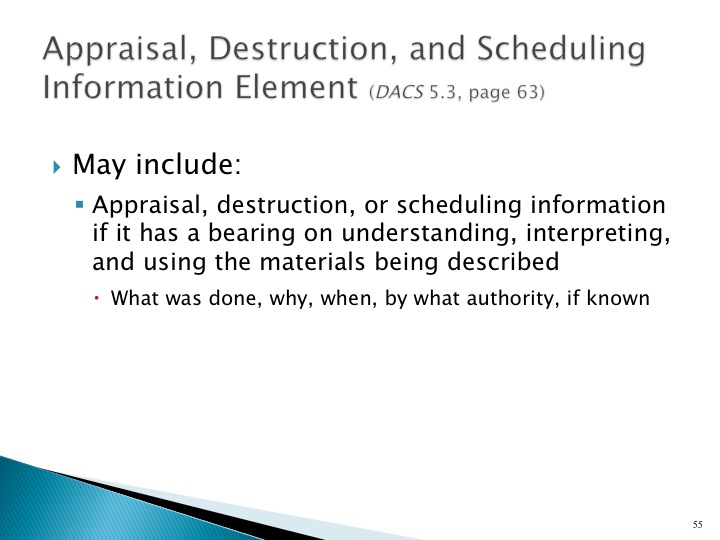 Appraisal, Destruction, and Scheduling
Information Element (DACS 5.3, page 63)
May include:
Appraisal, destruction, or scheduling information
if it has a bearing on understanding, interpreting,
and using the materials being described
What was done, why, when, by what authority, if known
55